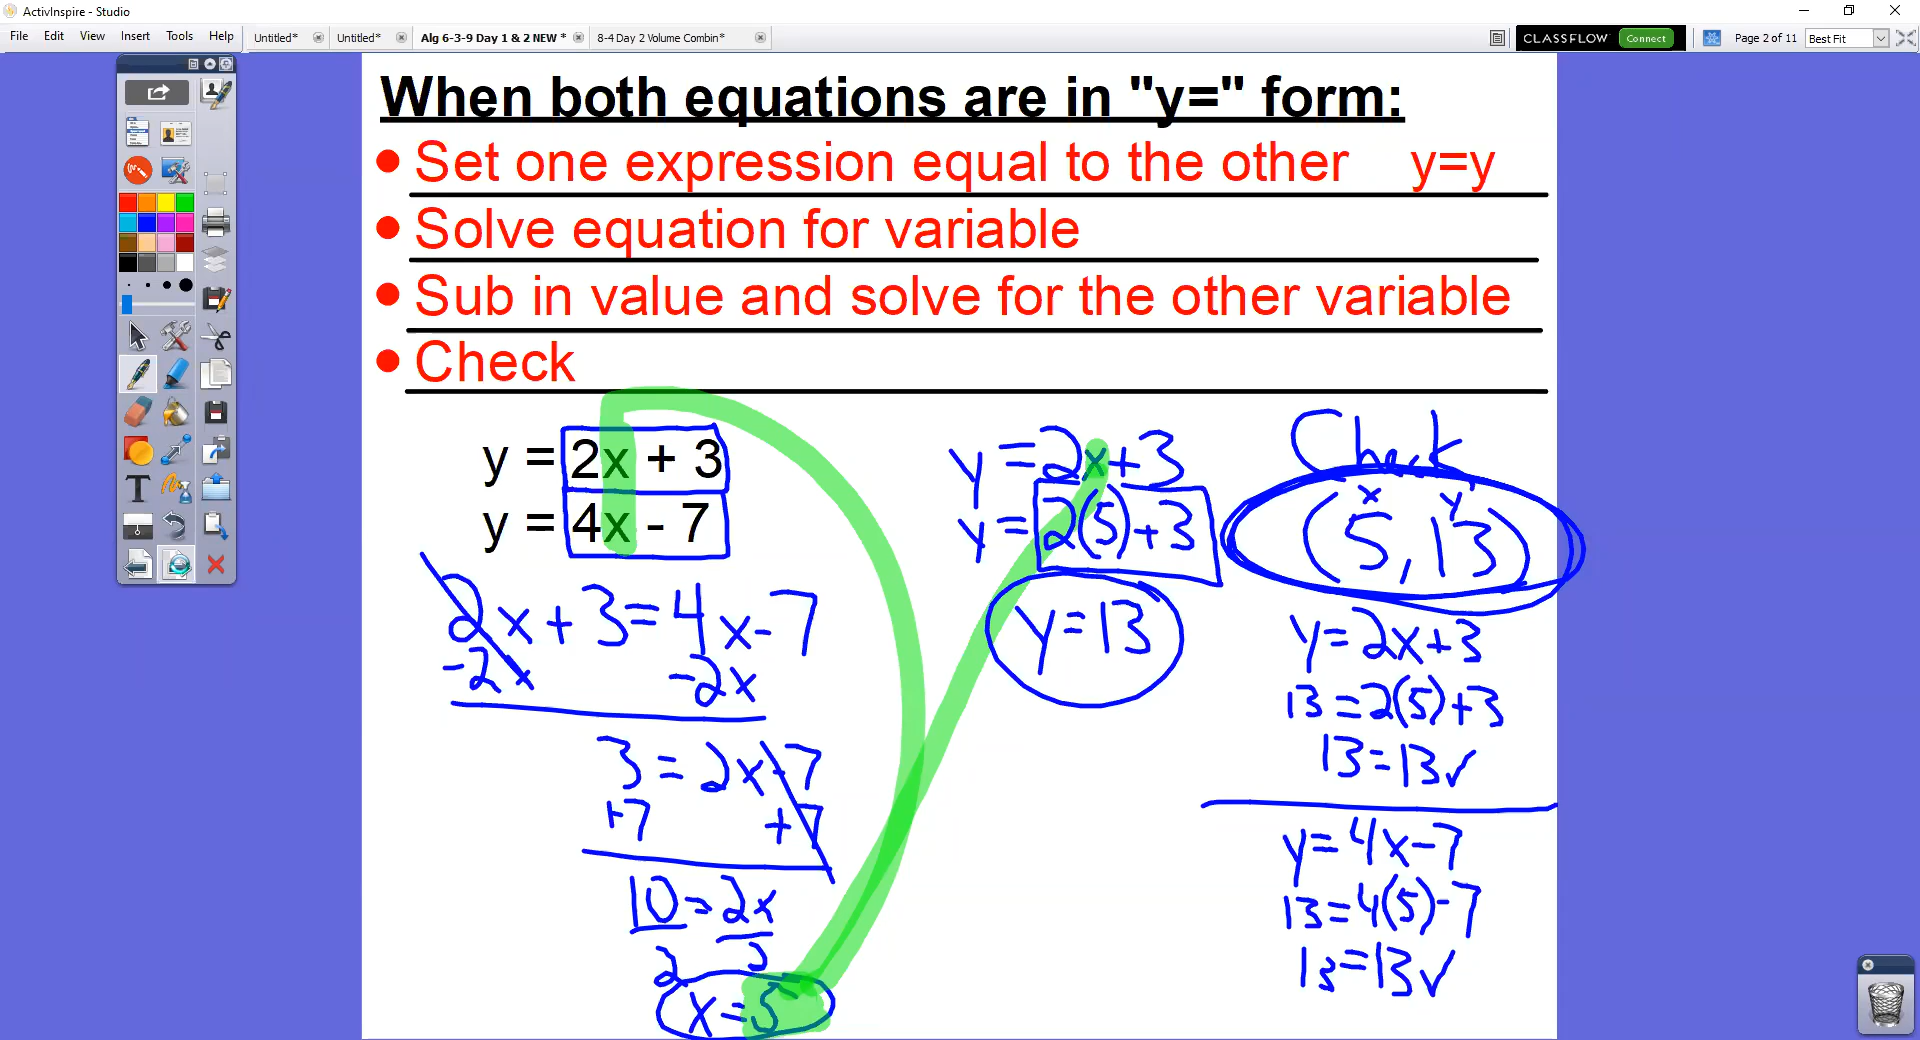 ActivInspire - Studio
File Edit View Insert Tools Help
Untitled* Untitled* Alg 6-3-9 Day 1 & 2 NEW * 8-4 Day 2 Volume Combin*
CLASSFLOW Connect Page 2 of 11 Best Fit
When both equations are in "y=" form:
• Set one expression equal to the other y=y
• Solve equation for variable
• Sub in value and solve for the other variable
• Check
y = 2x + 3
y = 4x - 7
2x + 3 = 4x - 7
-2x -2x
3 = 2x - 7
+7 +7
10 = 2x
2 2
x = 5
y = 2x + 3
y = 2(5) + 3
y = 13
Check
x y
(5, 13)
y = 2x + 3
13 = 2(5) + 3
13 = 13 ✓
y = 4x - 7
13 = 4(5) - 7
13 = 13 ✓